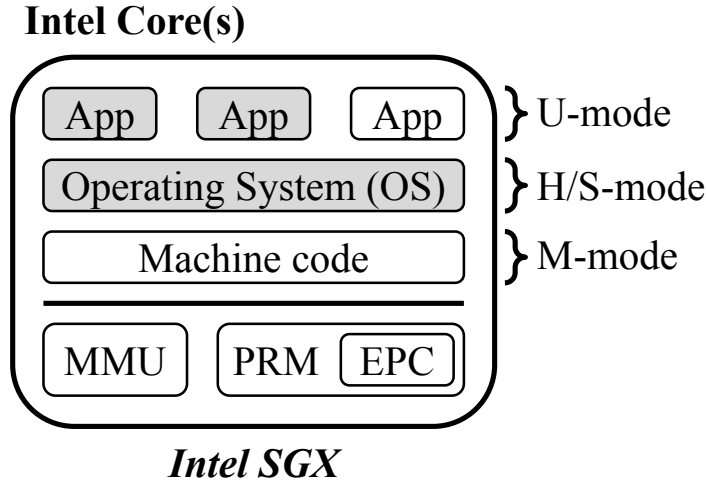 Intel Core(s)
App App App } U-mode
Operating System (OS) } H/S-mode
Machine code } M-mode
MMU PRM EPC
Intel SGX